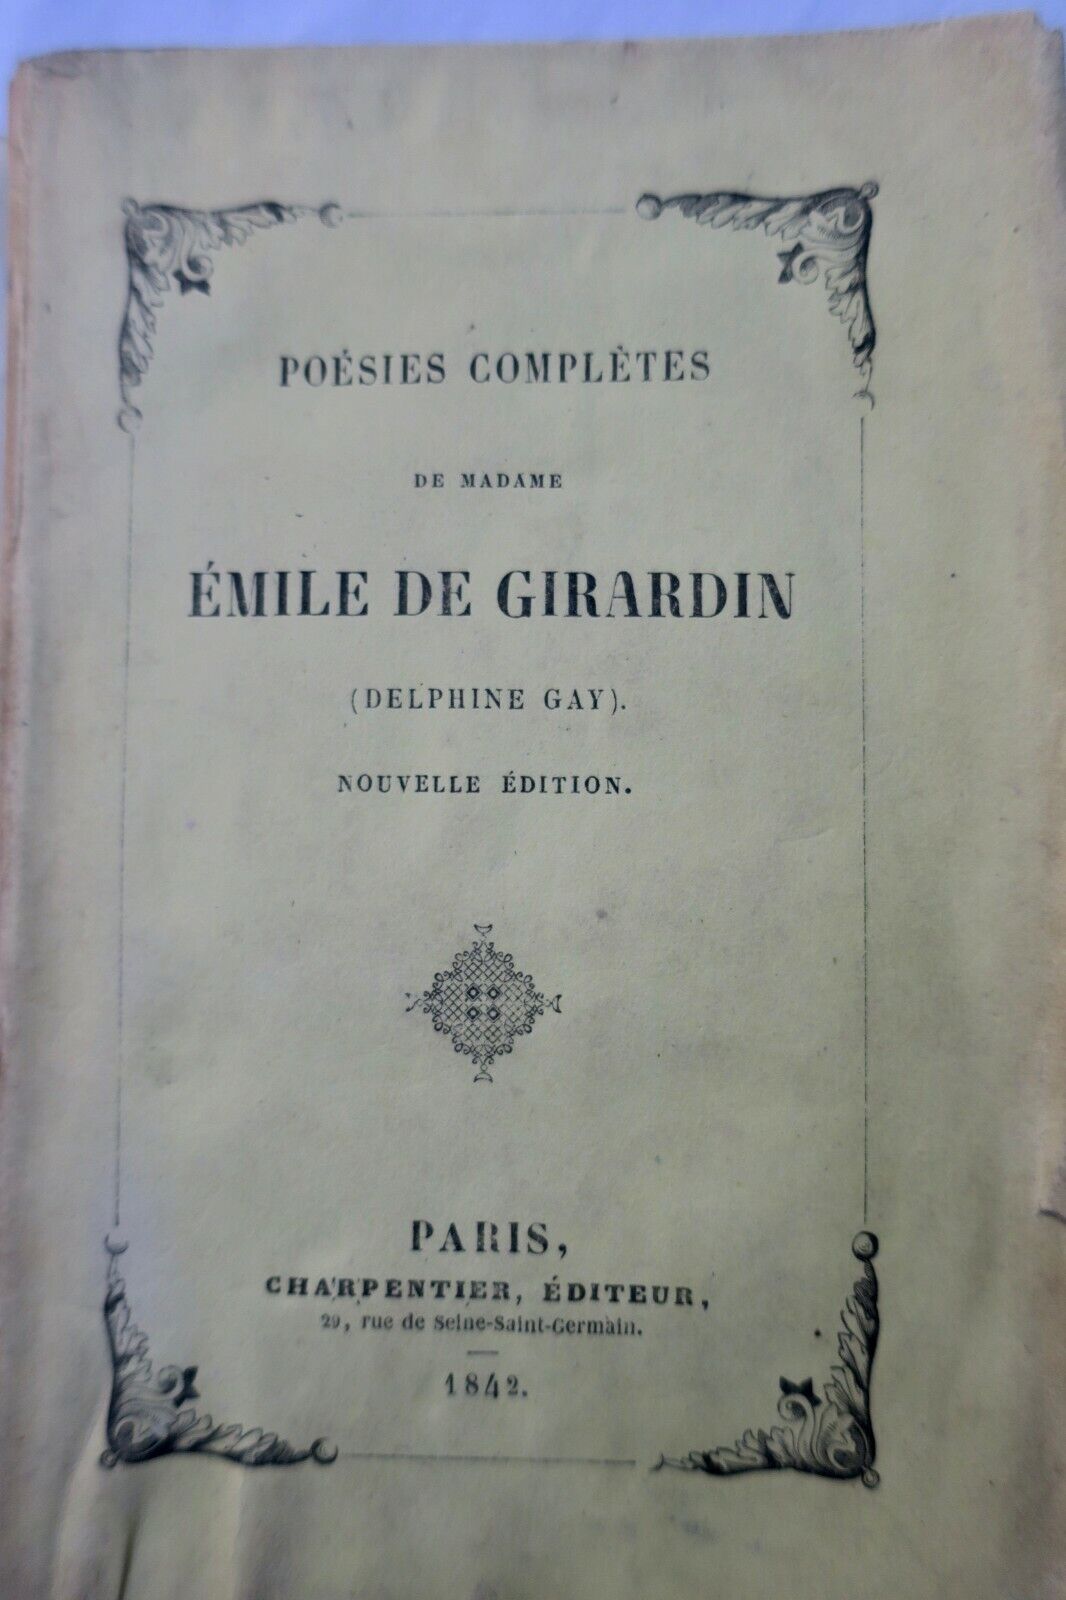 POÉSIES COMPLÈTES
DE MADAME
ÉMILE DE GIRARDIN
(DELPHINE GAY).
NOUVELLE ÉDITION.
PARIS,
CHARPENTIER, ÉDITEUR,
29, rue de Seine-Saint-Germain.
1842.